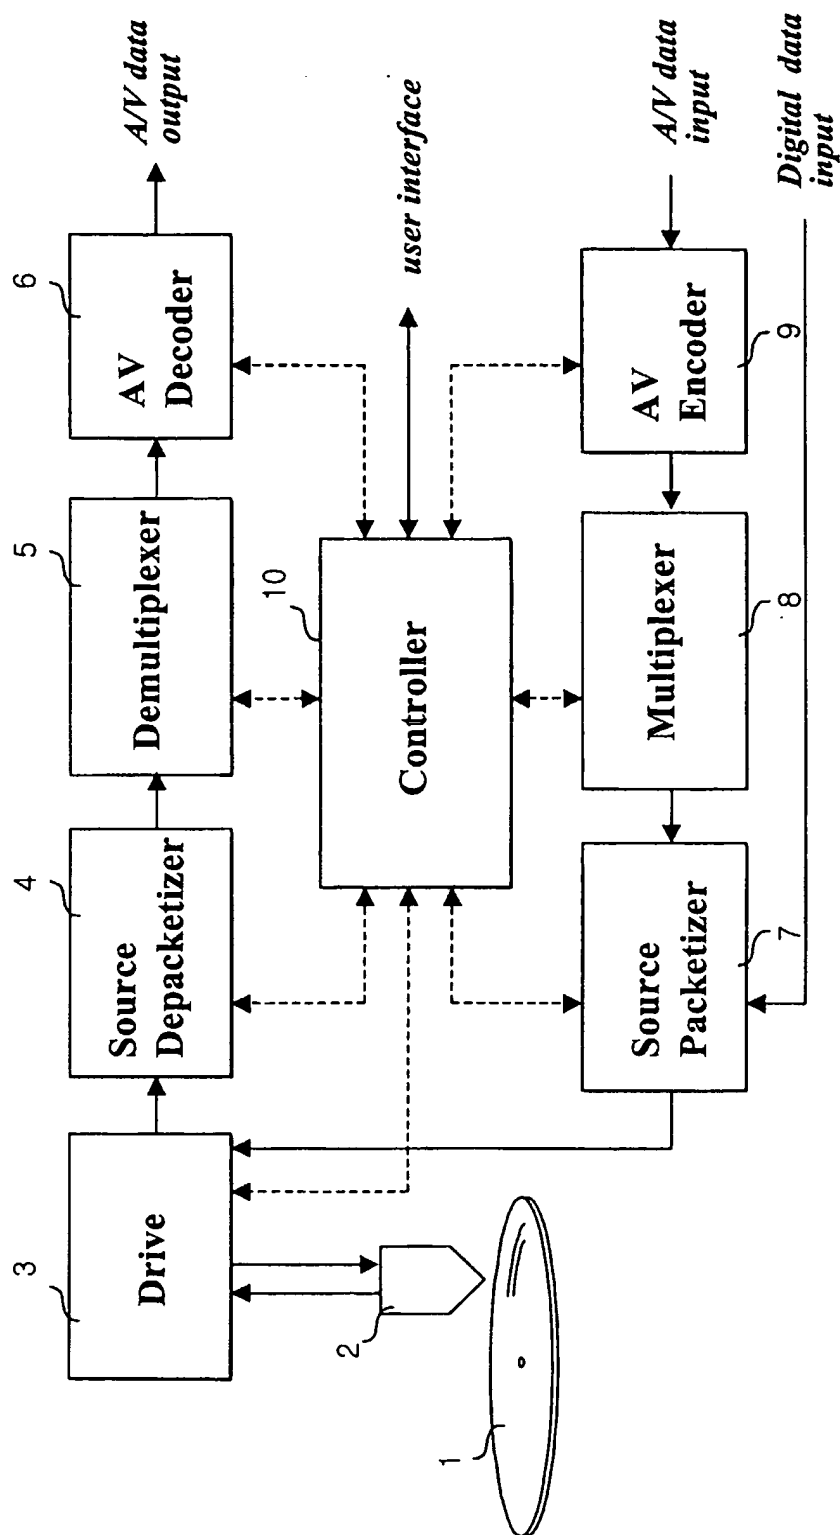 3
Drive
4
Source
Depacketizer
5
Demultiplexer
6
AV
Decoder
A/V data
output
2
1
10
Controller
user interface
Source
Packetizer
7
Multiplexer
8
AV
Encoder
9
A/V data
input
Digital data
input